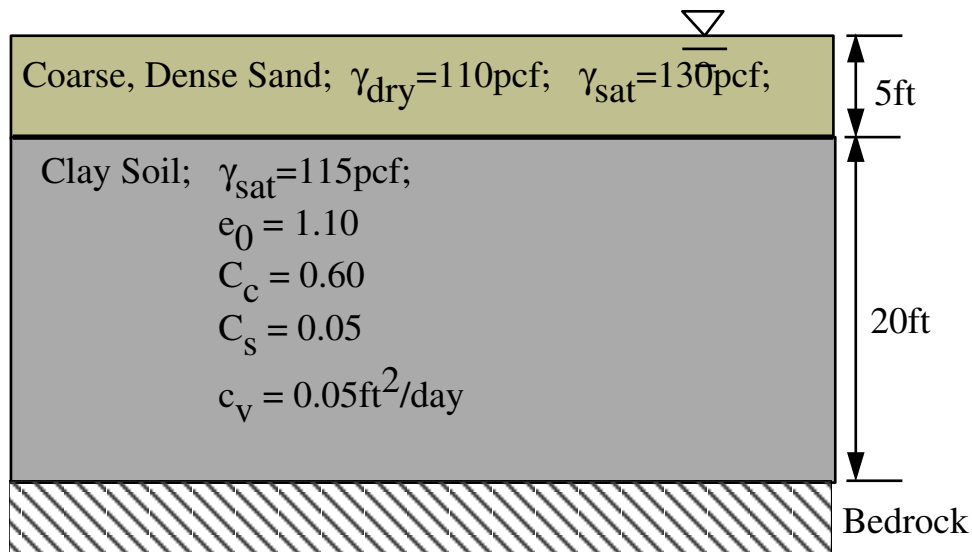 Coarse, Dense Sand; γdry=110pcf; γsat=130pcf;
5ft
Clay Soil; γsat=115pcf;
e0 = 1.10
Cc = 0.60
Cs = 0.05
20ft
cv = 0.05ft2/day
Bedrock